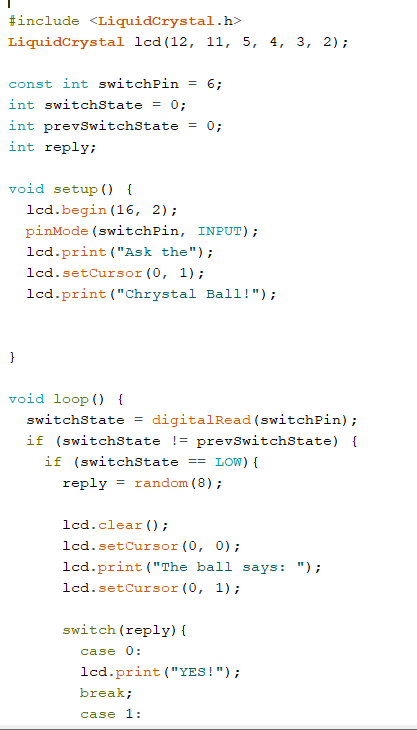 #include <LiquidCrystal.h>
LiquidCrystal lcd(12, 11, 5, 4, 3, 2);
const int switchPin = 6;
int switchState = 0;
int prevSwitchState = 0;
int reply;
void setup() {
lcd.begin(16, 2);
pinMode(switchPin, INPUT);
lcd.print("Ask the");
lcd.setCursor(0, 1);
lcd.print("Chrystal Ball!");
}
void loop() {
switchState = digitalRead(switchPin);
if (switchState != prevSwitchState) {
if (switchState == LOW){
reply = random(8);
lcd.clear();
lcd.setCursor(0, 0);
lcd.print("The ball says: ");
lcd.setCursor(0, 1);
switch(reply){
case 0:
lcd.print("YES!");
break;
case 1: